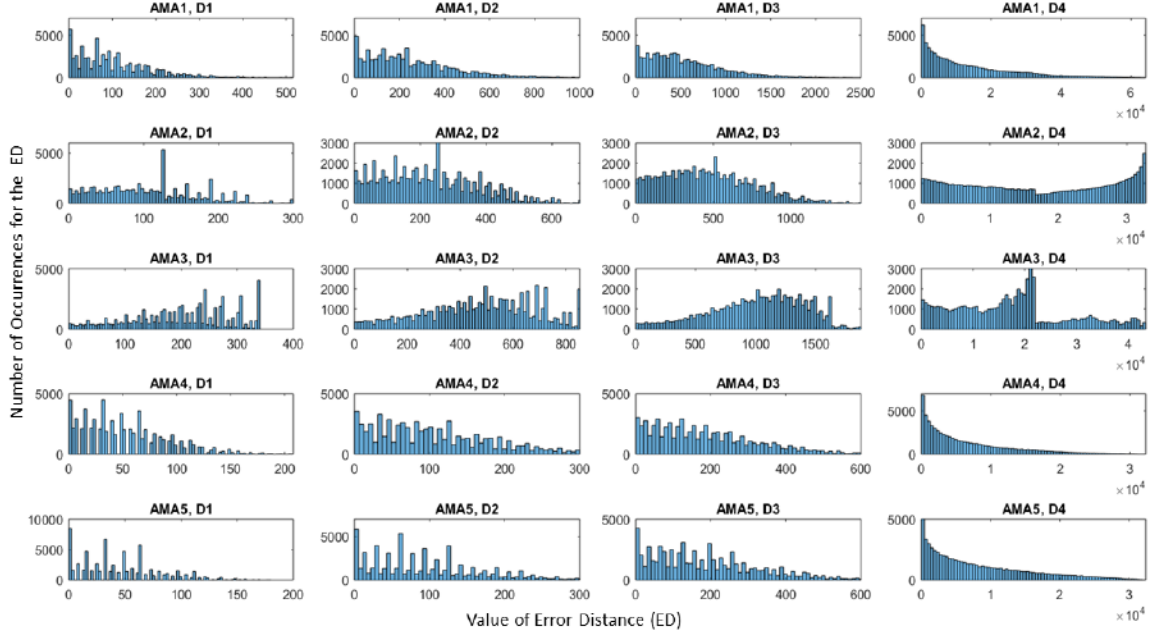 Number of Occurrences for the ED
AMA1, D1
5000
0
0 100 200 300 400 500
AMA1, D2
5000
0
0 200 400 600 800 1000
AMA1, D3
5000
0
0 500 1000 1500 2000 2500
AMA1, D4
5000
0
0 2 4 6
×10⁴
AMA2, D1
5000
0
0 100 200 300
AMA2, D2
3000
2000
1000
0
0 200 400 600
AMA2, D3
3000
2000
1000
0
0 500 1000
AMA2, D4
3000
2000
1000
0
0 1 2 3
×10⁴
AMA3, D1
5000
0
0 100 200 300 400
AMA3, D2
3000
2000
1000
0
0 200 400 600 800
AMA3, D3
3000
2000
1000
0
0 500 1000 1500
AMA3, D4
3000
2000
1000
0
0 1 2 3 4
×10⁴
AMA4, D1
5000
0
0 50 100 150 200
AMA4, D2
5000
0
0 100 200 300
AMA4, D3
5000
0
0 200 400 600
AMA4, D4
5000
0
0 1 2 3
×10⁴
AMA5, D1
10000
5000
0
0 50 100 150 200
AMA5, D2
5000
0
0 100 200 300
AMA5, D3
5000
0
0 200 400 600
AMA5, D4
5000
0
0 1 2 3
×10⁴
Value of Error Distance (ED)